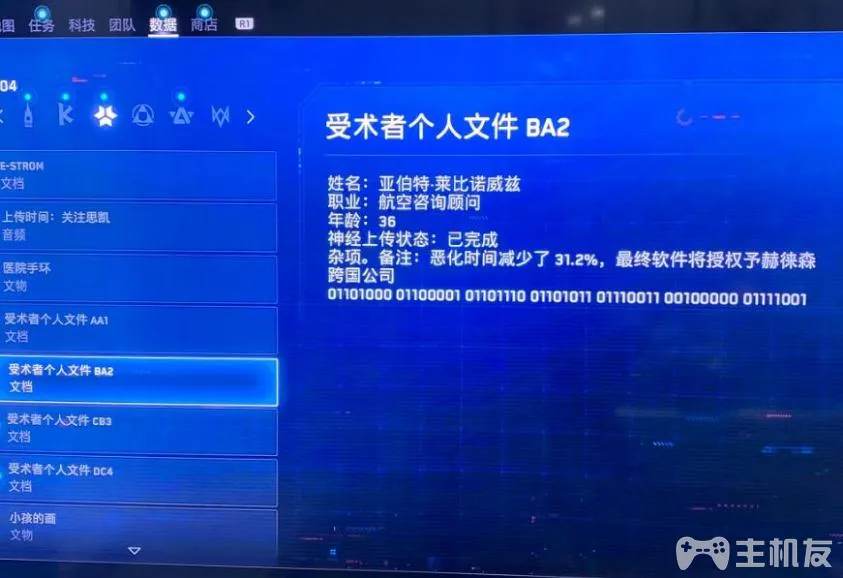 图 任务 科技 团队 数据 商店 R1
04
E-STROM
文档
上传时间：关注思凯
音频
医院手环
文物
受术者个人文件 AA1
文档
受术者个人文件 BA2
文档
受术者个人文件 CB3
文档
受术者个人文件 DC4
文档
小孩的画
文物
受术者个人文件 BA2
姓名：亚伯特·莱比诺威兹
职业：航空咨询顾问
年龄：36
神经上传状态：已完成
杂项。备注：恶化时间减少了 31.2%，最终软件将授权予赫徕森
跨国公司
01101000 01100001 01101110 01101011 01110011 00100000 01111001
主机友